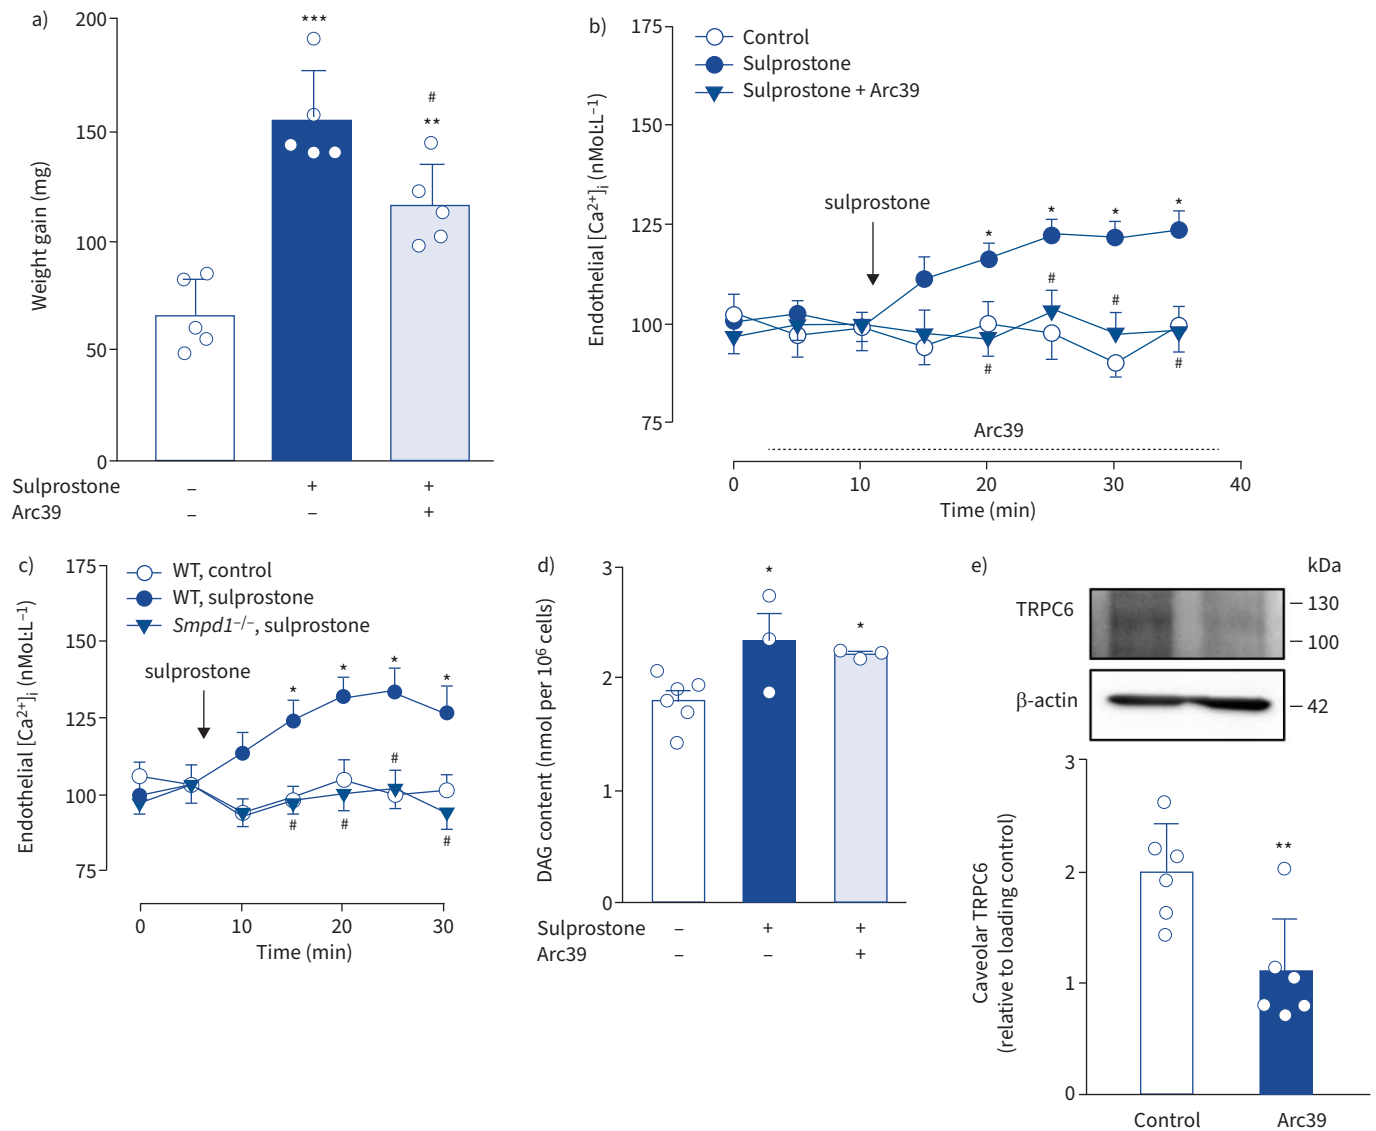 a)
200
150
100
50
0
Weight gain (mg)
***
#
**
Sulprostone – + +
Arc39 – – +
b)
175
150
125
100
75
Endothelial [Ca²⁺]ᵢ (nMol·L⁻¹)
Control
Sulprostone
Sulprostone + Arc39
sulprostone
* * * *
# #
# #
Arc39
0 10 20 30 40
Time (min)
c)
175
150
125
100
75
Endothelial [Ca²⁺]ᵢ (nMol·L⁻¹)
WT, control
WT, sulprostone
Smpd1⁻/⁻, sulprostone
sulprostone
* * * *
#
# # #
0 10 20 30
Time (min)
d)
3
2
1
0
DAG content (nmol per 10⁶ cells)
*
*
Sulprostone – + +
Arc39 – – +
e)
kDa
TRPC6
130
100
β-actin
42
3
2
1
0
Caveolar TRPC6
(relative to loading control)
**
Control Arc39